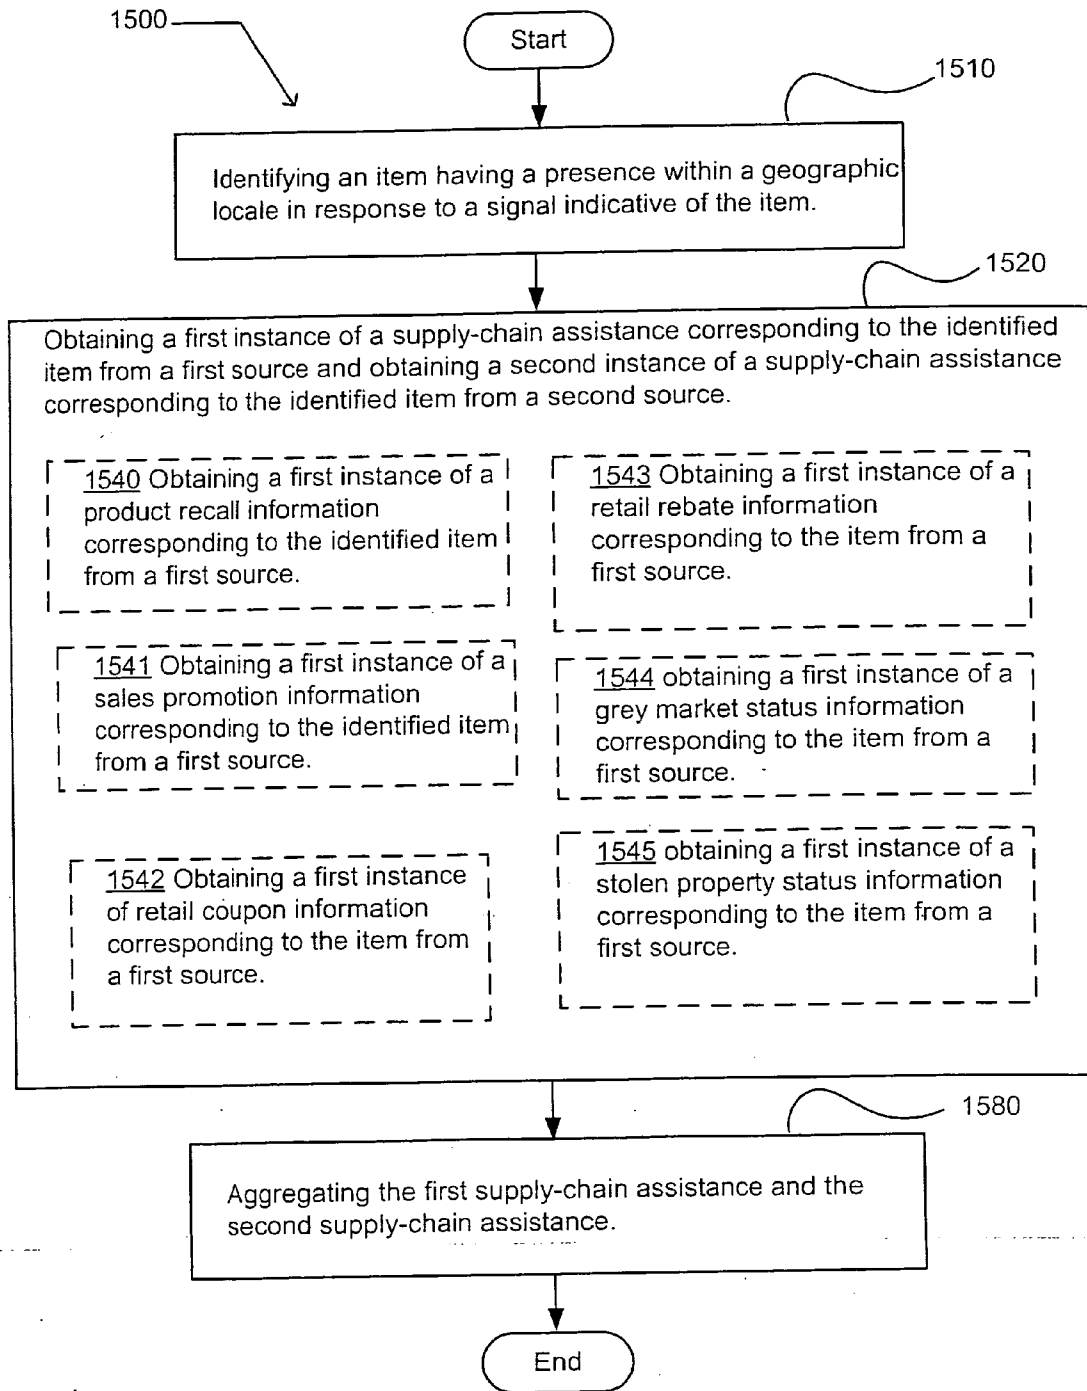 1500
Start
1510
Identifying an item having a presence within a geographic
locale in response to a signal indicative of the item.
1520
Obtaining a first instance of a supply-chain assistance corresponding to the identified
item from a first source and obtaining a second instance of a supply-chain assistance
corresponding to the identified item from a second source.
1540 Obtaining a first instance of a
product recall information
corresponding to the identified item
from a first source.
1541 Obtaining a first instance of a
sales promotion information
corresponding to the identified item
from a first source.
1542 Obtaining a first instance
of retail coupon information
corresponding to the item from
a first source.
1543 Obtaining a first instance of a
retail rebate information
corresponding to the item from a
first source.
1544 obtaining a first instance of a
grey market status information
corresponding to the item from a
first source.
1545 obtaining a first instance of a
stolen property status information
corresponding to the item from a
first source.
1580
Aggregating the first supply-chain assistance and the
second supply-chain assistance.
End